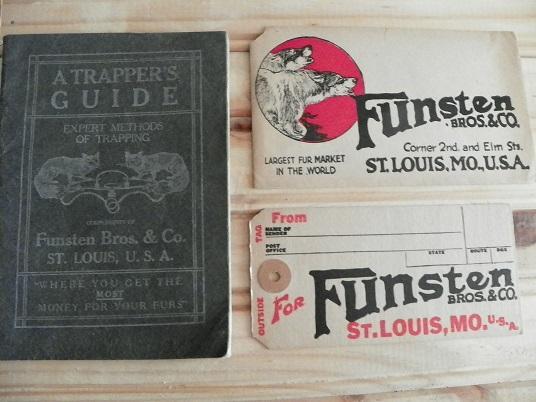 A TRAPPER'S
GUIDE
EXPERT METHODS
OF TRAPPING
COMPLIMENTS OF
Funsten Bros. & Co.
ST. LOUIS, U. S. A.
"WHERE YOU GET THE
MOST
MONEY FOR YOUR FURS"
Funsten
BROS. & CO.
Corner 2nd. and Elm Sts.
ST. LOUIS, MO., U.S.A.
LARGEST FUR MARKET
IN THE WORLD
OUTSIDE TAG
From
NAME OF
SENDER
POST
OFFICE
STATE ROUTE BOX
FOR
Funsten
BROS. & CO.
ST. LOUIS, MO. U.S.A.